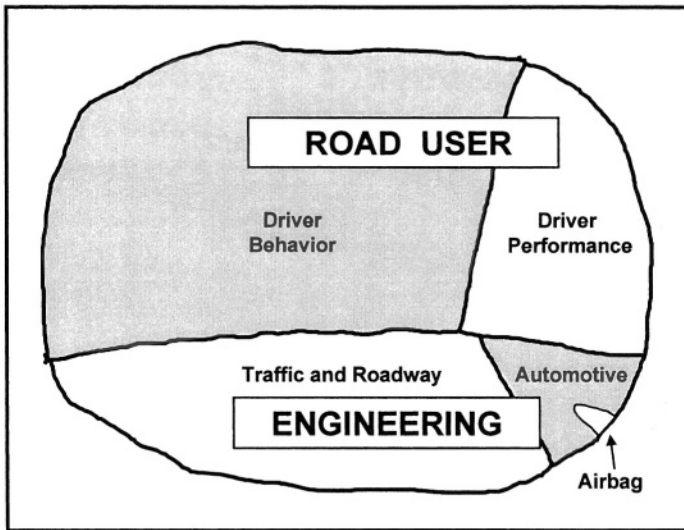 ROAD USER
Driver
Behavior
Driver
Performance
Traffic and Roadway
Automotive
ENGINEERING
Airbag